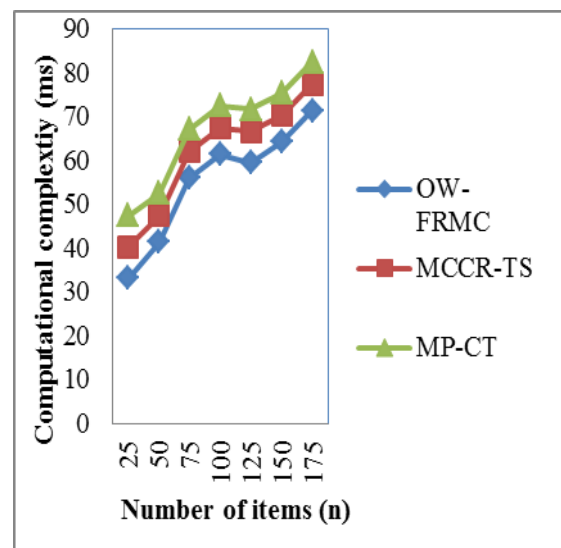 90
80
70
60
50
40
30
20
10
0
Computational complextiy (ms)
25 50 75 100 125 150 175
Number of items (n)
OW-
FRMC
MCCR-TS
MP-CT